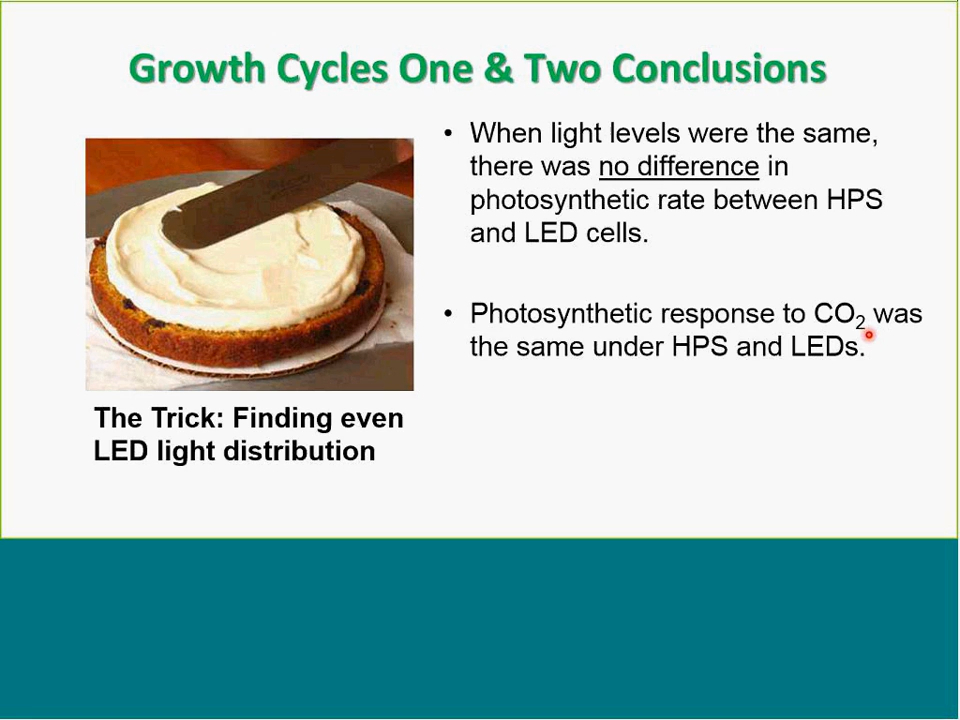 Growth Cycles One & Two Conclusions
• When light levels were the same,
there was no difference in
photosynthetic rate between HPS
and LED cells.
• Photosynthetic response to CO₂ was
the same under HPS and LEDs.
The Trick: Finding even
LED light distribution